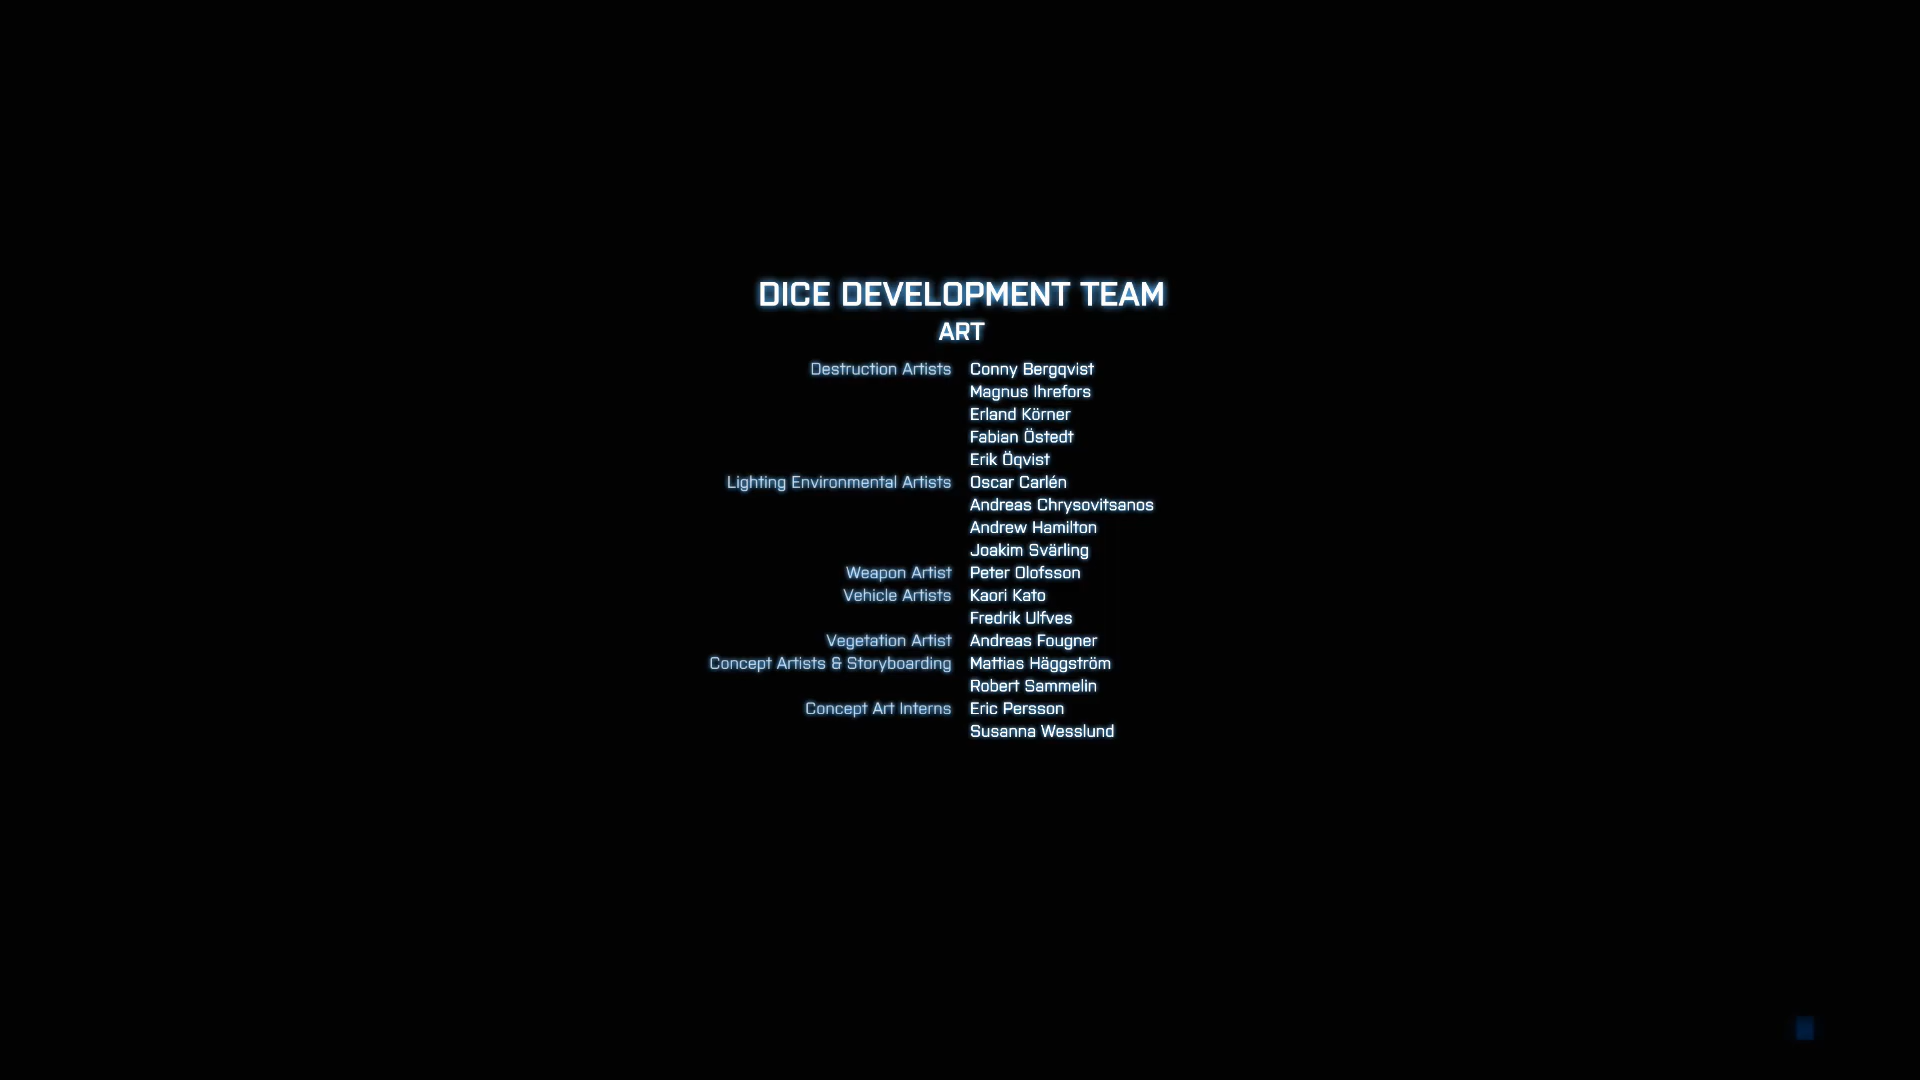 DICE DEVELOPMENT TEAM
ART
Destruction Artists Conny Bergqvist
Magnus Ihrefors
Erland Körner
Fabian Östedt
Erik Öqvist
Lighting Environmental Artists Oscar Carlén
Andreas Chrysovitsanos
Andrew Hamilton
Joakim Svärling
Weapon Artist Peter Olofsson
Vehicle Artists Kaori Kato
Fredrik Ulfves
Vegetation Artist Andreas Fougner
Concept Artists & Storyboarding Mattias Häggström
Robert Sammelin
Concept Art Interns Eric Persson
Susanna Wesslund